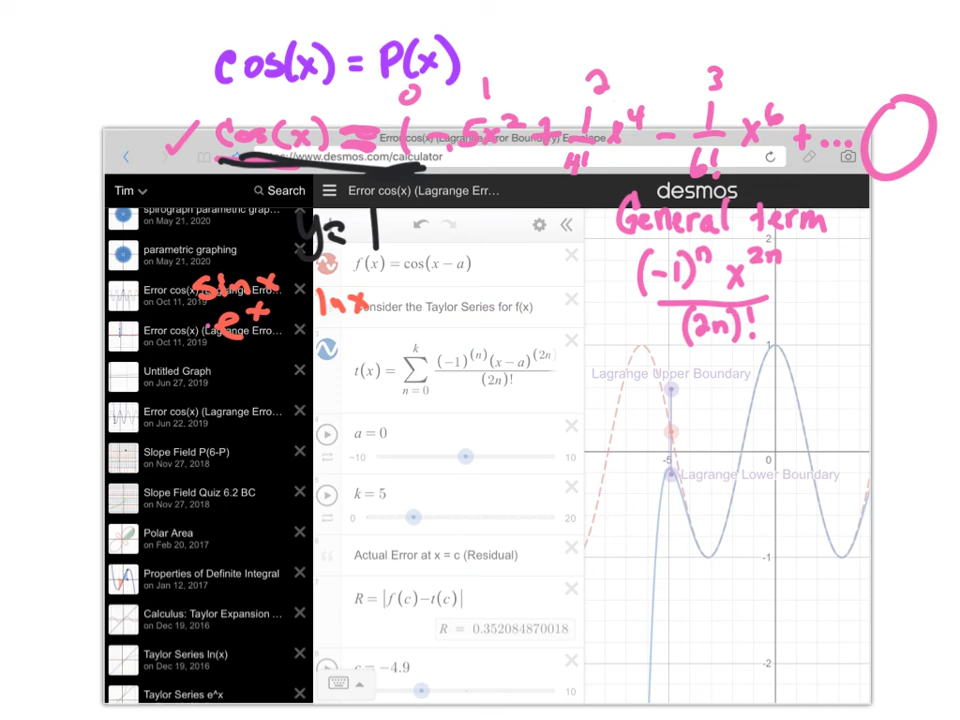 cos(x) = P(x)
0 1 2 3
cos(x) = 1 - .5x² + 1/4! x⁴ - 1/6! x⁶ + ...
Error cos(x) (Lagrange Error Boundary) Envelope
https://www.desmos.com/calculator
Tim
Search
Error cos(x) (Lagrange Err...
desmos
General term
(-1)ⁿ x²ⁿ
(2n)!
y = 1
sin x
ln x
eˣ
spirograph parametric grap...
on May 21, 2020
parametric graphing
on May 21, 2020
Error cos(x) (Lagrange Erro...
on Oct 11, 2019
Error cos(x) (Lagrange Erro...
on Oct 11, 2019
Untitled Graph
on Jun 27, 2019
Error cos(x) (Lagrange Erro...
on Jun 22, 2019
Slope Field P(6-P)
on Nov 27, 2018
Slope Field Quiz 6.2 BC
on Nov 27, 2018
Polar Area
on Feb 20, 2017
Properties of Definite Integral
on Jan 12, 2017
Calculus: Taylor Expansion ...
on Dec 19, 2016
Taylor Series ln(x)
on Dec 19, 2016
Taylor Series e^x
f(x) = cos(x − a)
Consider the Taylor Series for f(x)
t(x) = ∑ k n = 0 (−1)^(n) (x−a)^(2n) / (2n)!
a = 0
−10 10
k = 5
0 20
Actual Error at x = c (Residual)
R = |f(c)−t(c)|
R = 0.352084870018
c = −4.9
10
2
1
Lagrange Upper Boundary
-5 0
Lagrange Lower Boundary
-1
-2